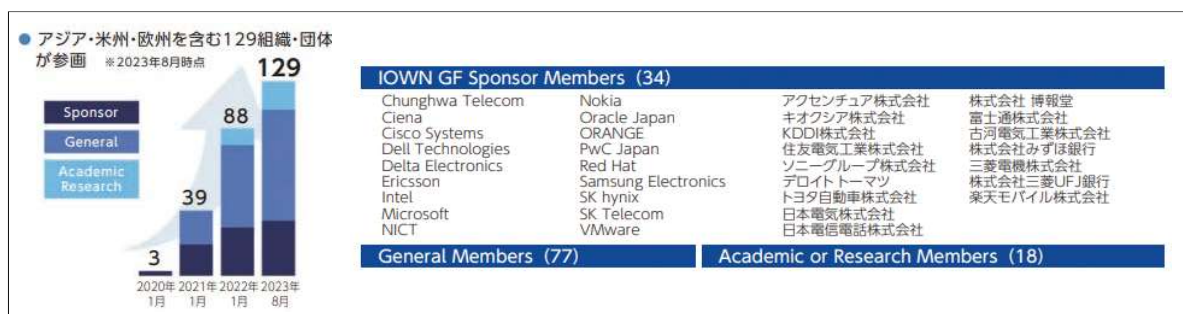 ● アジア・米州・欧州を含む129組織・団体
が参画 ※2023年8月時点
129
88
39
3
Sponsor
General
Academic
Research
2020年 2021年 2022年 2023年
1月 1月 1月 8月
IOWN GF Sponsor Members (34)
Chunghwa Telecom
Ciena
Cisco Systems
Dell Technologies
Delta Electronics
Ericsson
Intel
Microsoft
NICT
Nokia
Oracle Japan
ORANGE
PwC Japan
Red Hat
Samsung Electronics
SK hynix
SK Telecom
VMware
アクセンチュア株式会社
キオクシア株式会社
KDDI株式会社
住友電気工業株式会社
ソニーグループ株式会社
デロイト トーマツ
トヨタ自動車株式会社
日本電気株式会社
日本電信電話株式会社
株式会社 博報堂
富士通株式会社
古河電気工業株式会社
株式会社みずほ銀行
三菱電機株式会社
株式会社三菱UFJ銀行
楽天モバイル株式会社
General Members (77)
Academic or Research Members (18)